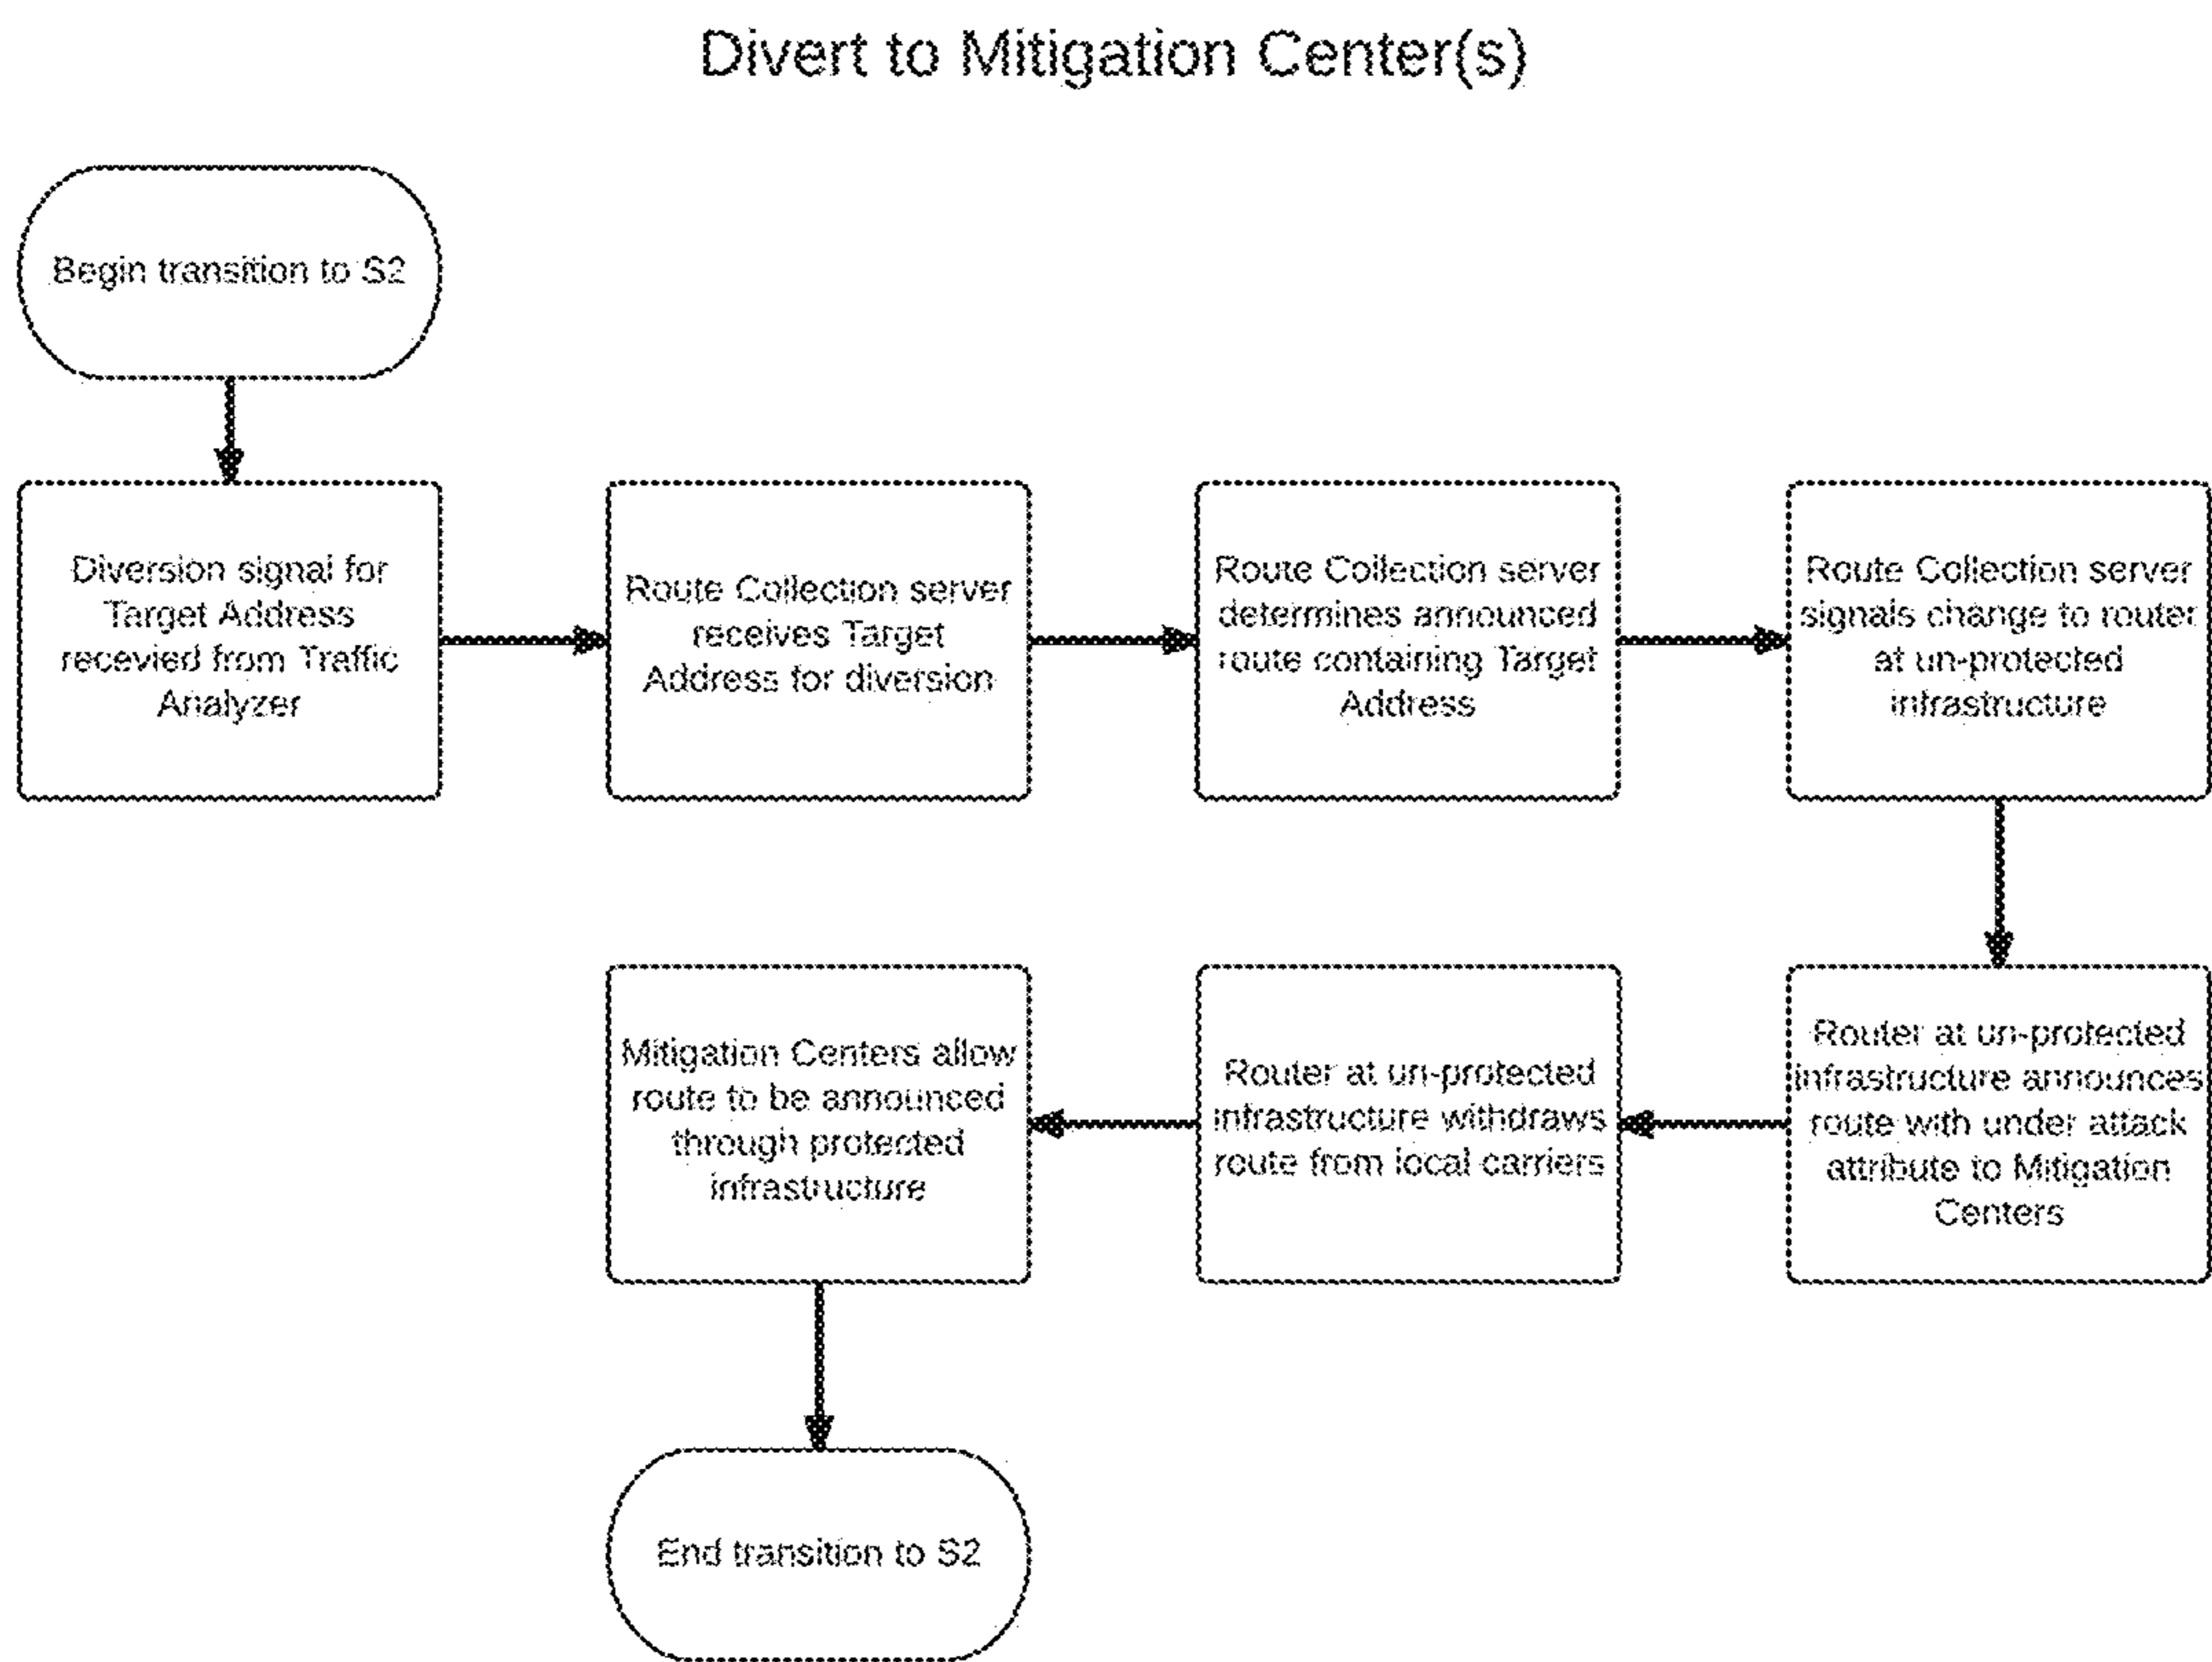 Divert to Mitigation Center(s)
Begin transition to S2
Diversion signal for
Target Address
recevied from Traffic
Analyzer
Route Collection server
receives Target
Address for diversion
Route Collection server
determines announced
route containing Target
Address
Route Collection server
signals change to router
at un-protected
infrastructure
Router at un-protected
infrastructure announces
route with under attack
attribute to Mitigation
Centers
Router at un-protected
infrastructure withdraws
route from local carriers
Mitigation Centers allow
route to be announced
through protected
infrastructure
End transition to S2